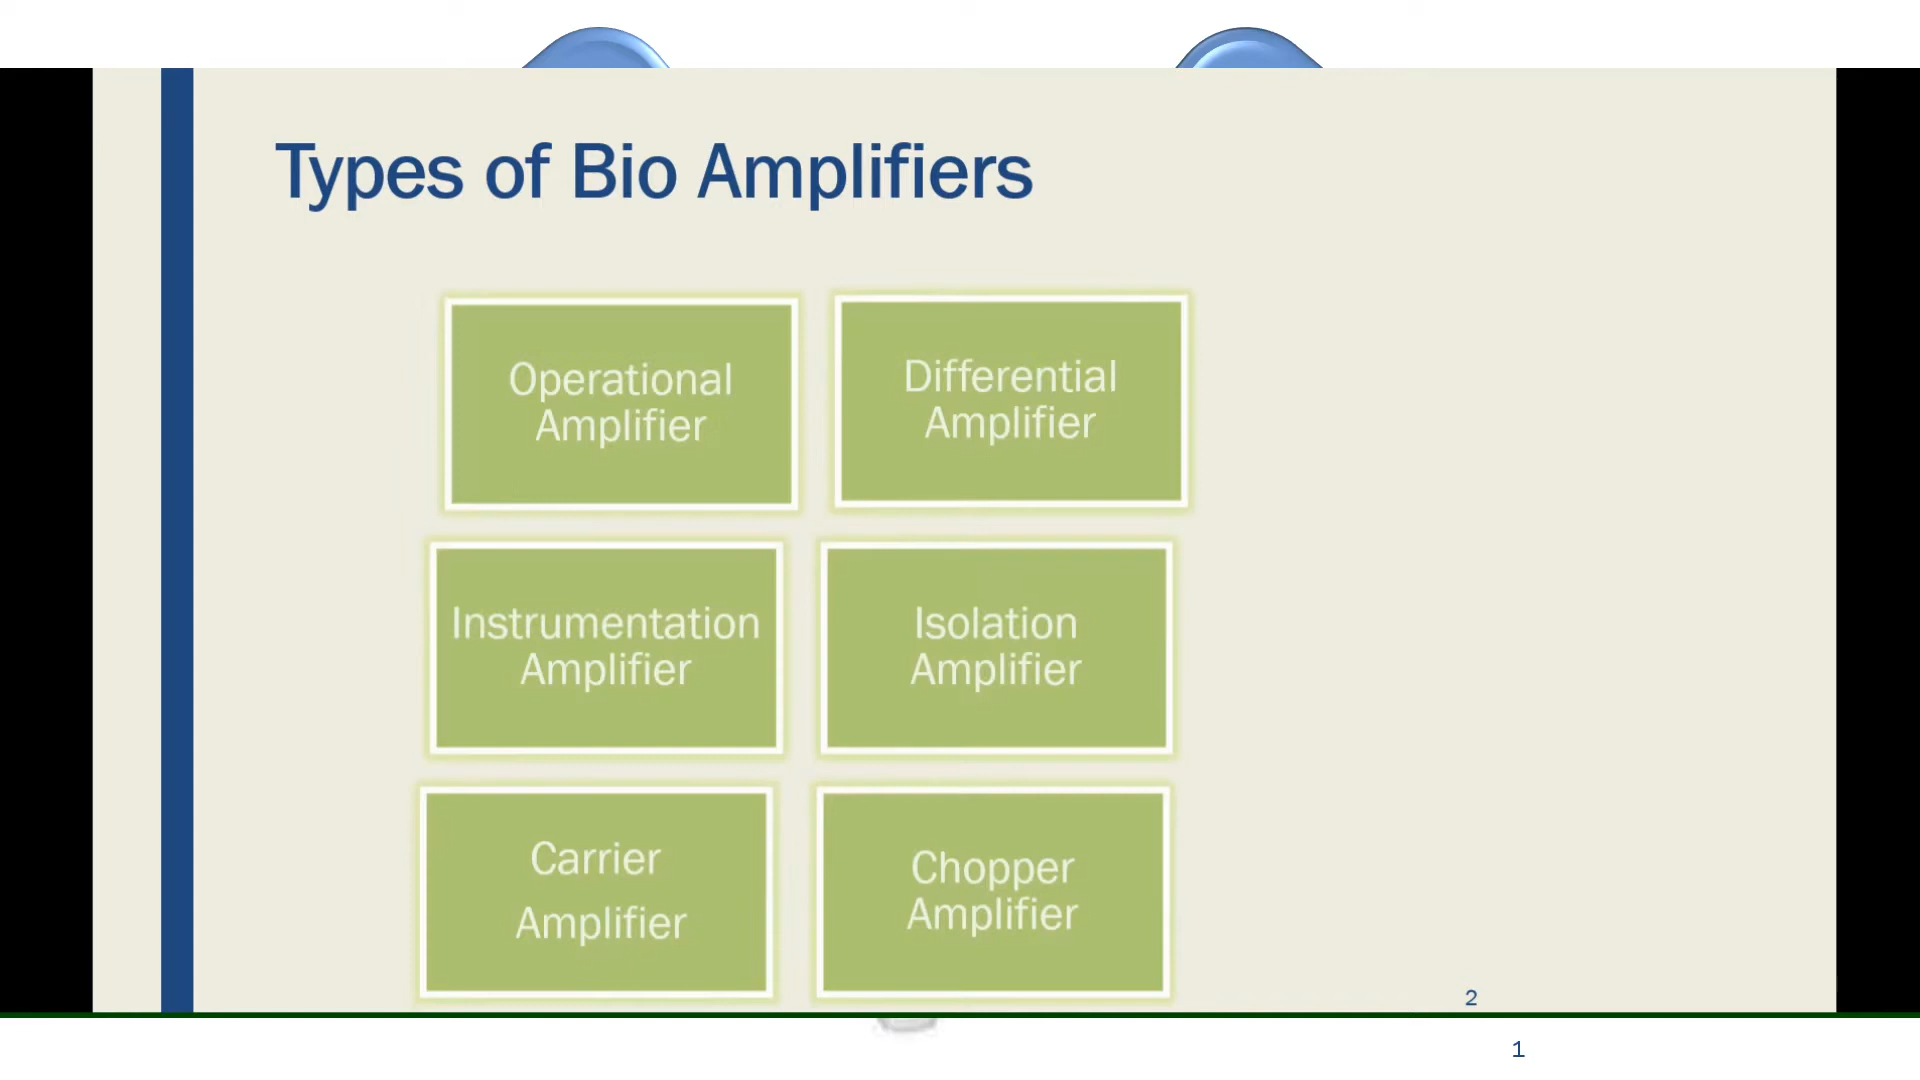 Types of Bio Amplifiers
Operational
Amplifier
Differential
Amplifier
Instrumentation
Amplifier
Isolation
Amplifier
Carrier
Amplifier
Chopper
Amplifier
2
1